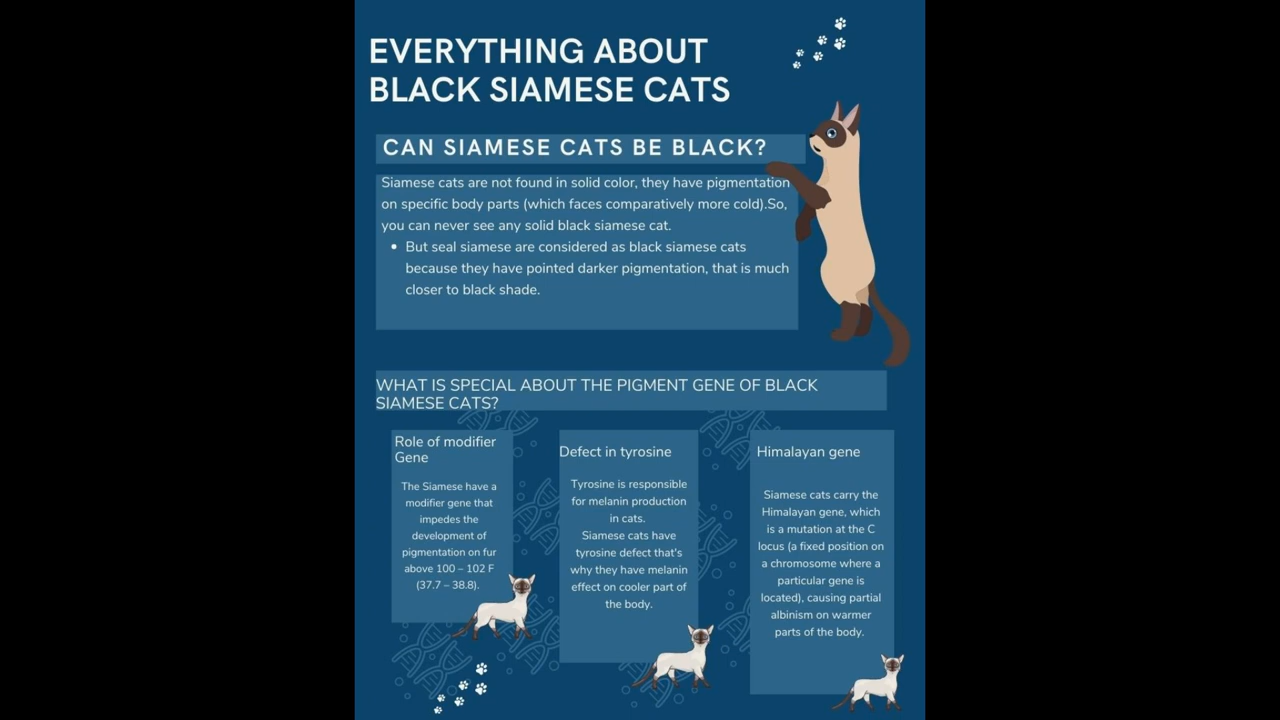 EVERYTHING ABOUT
BLACK SIAMESE CATS
CAN SIAMESE CATS BE BLACK?
Siamese cats are not found in solid color, they have pigmentation
on specific body parts (which faces comparatively more cold).So,
you can never see any solid black siamese cat.
• But seal siamese are considered as black siamese cats
because they have pointed darker pigmentation, that is much
closer to black shade.
WHAT IS SPECIAL ABOUT THE PIGMENT GENE OF BLACK
SIAMESE CATS?
Role of modifier
Gene
The Siamese have a
modifier gene that
impedes the
development of
pigmentation on fur
above 100 – 102 F
(37.7 – 38.8).
Defect in tyrosine
Tyrosine is responsible
for melanin production
in cats.
Siamese cats have
tyrosine defect that's
why they have melanin
effect on cooler part of
the body.
Himalayan gene
Siamese cats carry the
Himalayan gene, which
is a mutation at the C
locus (a fixed position on
a chromosome where a
particular gene is
located), causing partial
albinism on warmer
parts of the body.